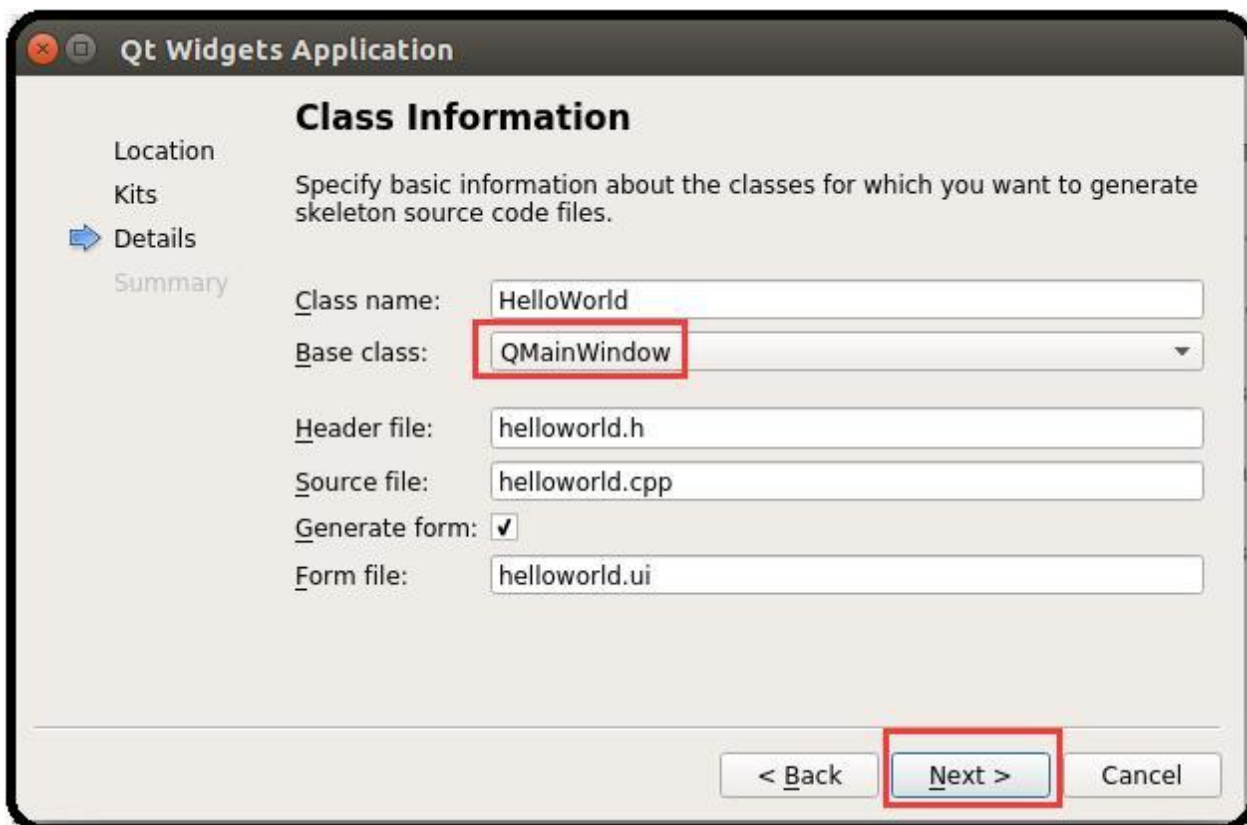 Qt Widgets Application
Class Information
Location
Kits
Details
Summary
Specify basic information about the classes for which you want to generate
skeleton source code files.
Class name: HelloWorld
Base class: QMainWindow
Header file: helloworld.h
Source file: helloworld.cpp
Generate form:
Form file: helloworld.ui
< Back Next > Cancel